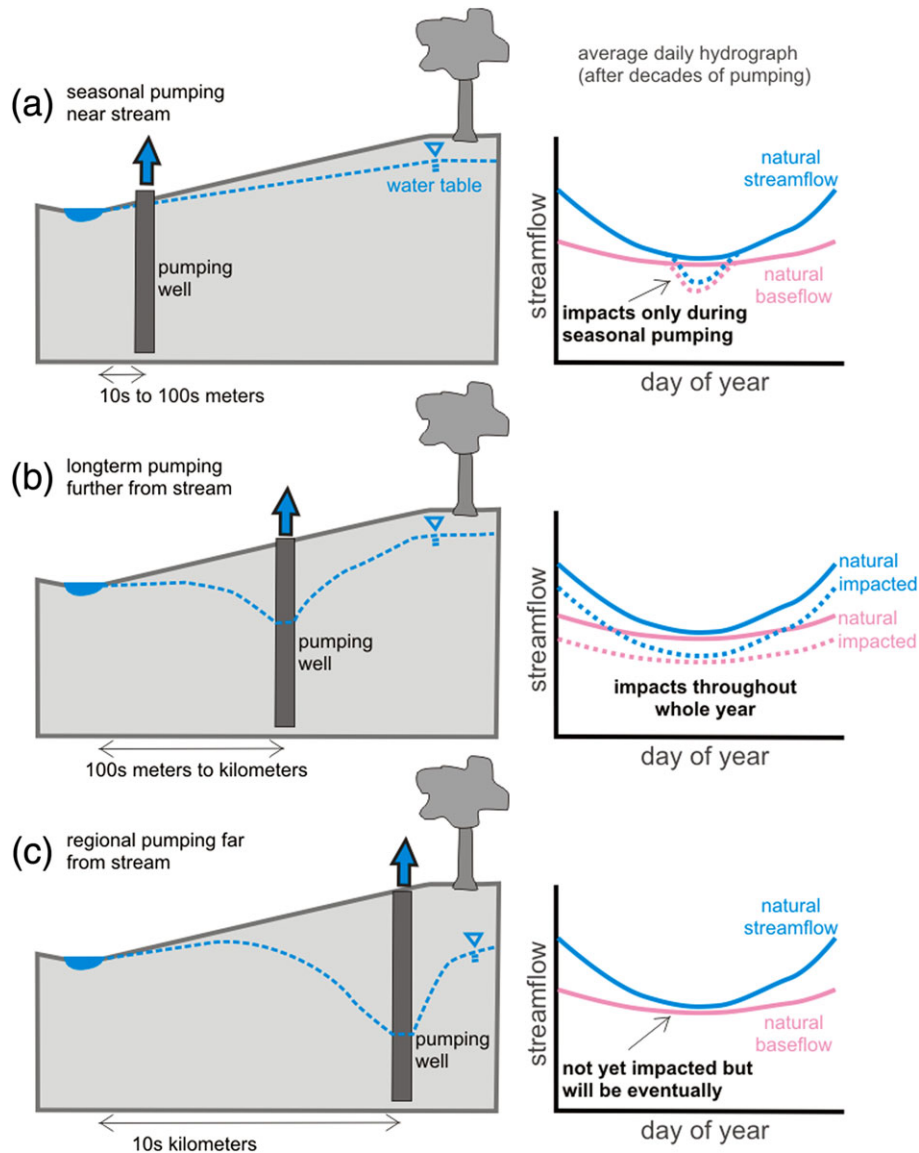 average daily hydrograph
(after decades of pumping)
(a)
seasonal pumping
near stream
water table
pumping
well
10s to 100s meters
natural
streamflow
natural
baseflow
impacts only during
seasonal pumping
streamflow
day of year
(b)
longterm pumping
further from stream
pumping
well
100s meters to kilometers
natural
impacted
natural
impacted
impacts throughout
whole year
streamflow
day of year
(c)
regional pumping far
from stream
pumping
well
10s kilometers
natural
streamflow
natural
baseflow
not yet impacted but
will be eventually
streamflow
day of year